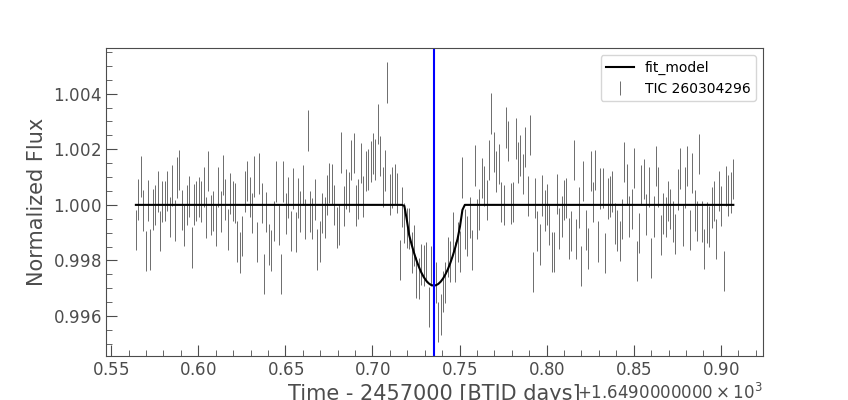 fit_model
TIC 260304296
1.004
1.002
1.000
0.998
0.996
Normalized Flux
0.55 0.60 0.65 0.70 0.75 0.80 0.85 0.90
Time - 2457000 [BTJD days]
+1.6490000000 × 10³